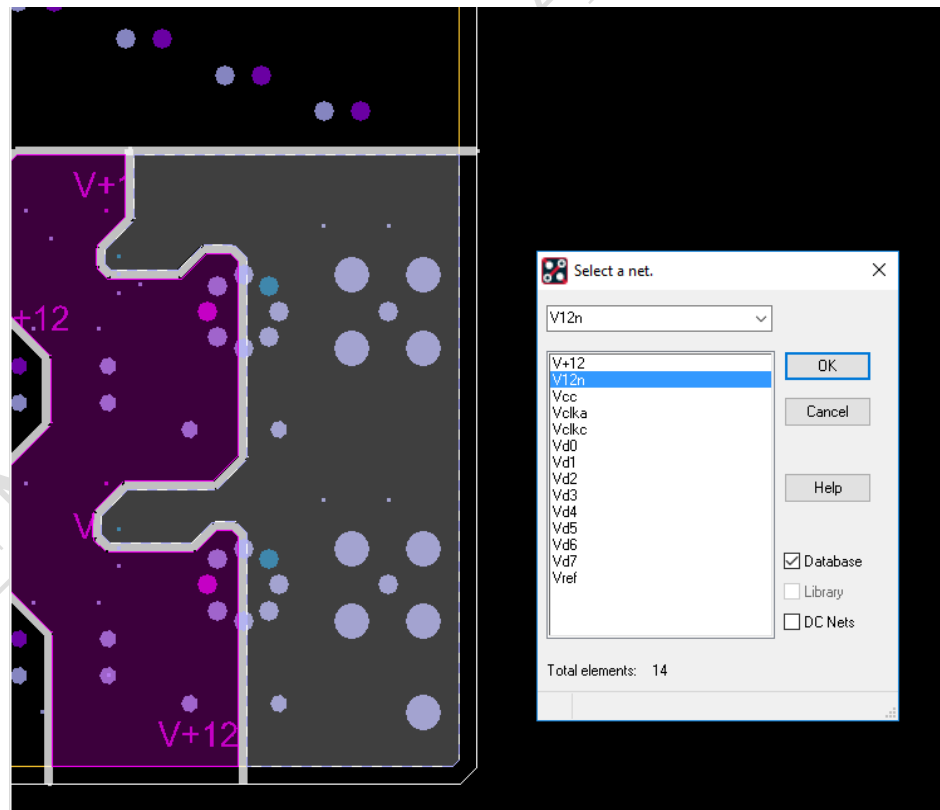 V+1
+12
V
V+12
Select a net.
V12n
V+12
V12n
Vcc
Vclka
Vclkc
Vd0
Vd1
Vd2
Vd3
Vd4
Vd5
Vd6
Vd7
Vref
OK
Cancel
Help
Database
Library
DC Nets
Total elements: 14